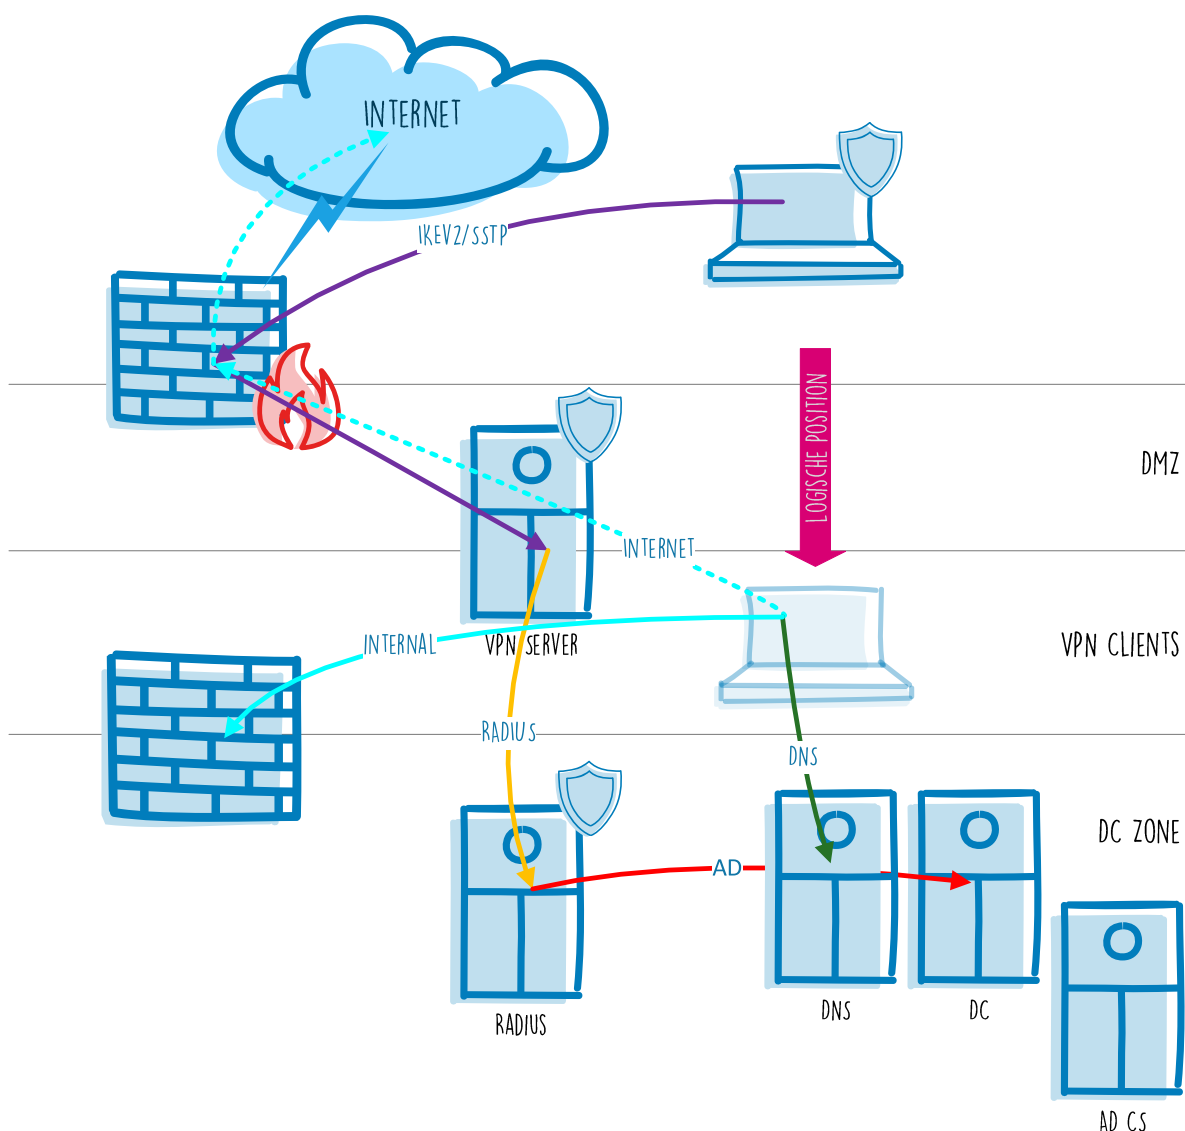 INTERNET
IKEV2/SSTP
LOGISCHE POSITION
DMZ
INTERNET
INTERNAL
VPN SERVER
VPN CLIENTS
RADIUS
DNS
DC ZONE
AD
RADIUS
DNS
DC
AD CS